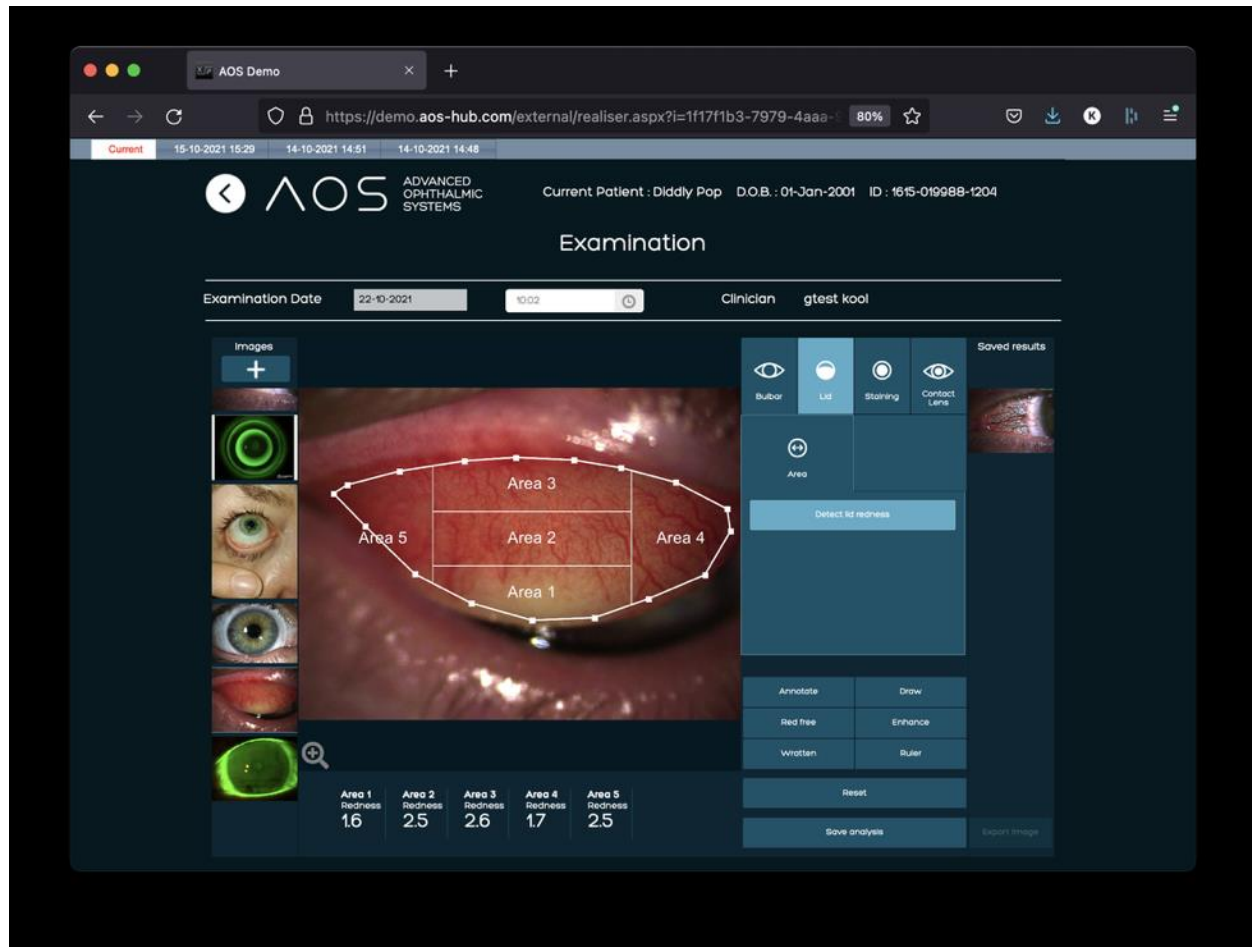 AOS Demo
https://demo.aos-hub.com/external/realiser.aspx?i=1f17f1b3-7979-4aaa- 80% K
Current 15-10-2021 15:29 14-10-2021 14:51 14-10-2021 14:48
AOS ADVANCED
OPHTHALMIC
SYSTEMS
Current Patient : Diddly Pop D.O.B. : 01-Jan-2001 ID : 1615-019988-1204
Examination
Examination Date 22-10-2021 10:02 Clinician gtest kool
Images
Saved results
Bulbar Lid Staining Contact
Lens
Area
Detect lid redness
Area 3
Area 5 Area 2 Area 4
Area 1
Annotate Draw
Red free Enhance
Wratten Ruler
Reset
Save analysis Export Image
Area 1 Area 2 Area 3 Area 4 Area 5
Redness Redness Redness Redness Redness
1.6 2.5 2.6 1.7 2.5